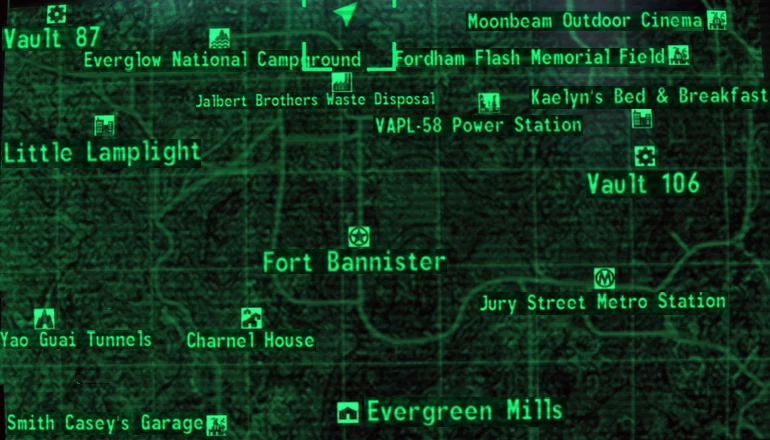 Moonbeam Outdoor Cinema
Vault 87
Everglow National Campground
Fordham Flash Memorial Field
Jalbert Brothers Waste Disposal
Kaelyn's Bed & Breakfast
VAPL-58 Power Station
Little Lamplight
Vault 106
Fort Bannister
Jury Street Metro Station
Yao Guai Tunnels
Charnel House
Evergreen Mills
Smith Casey's Garage